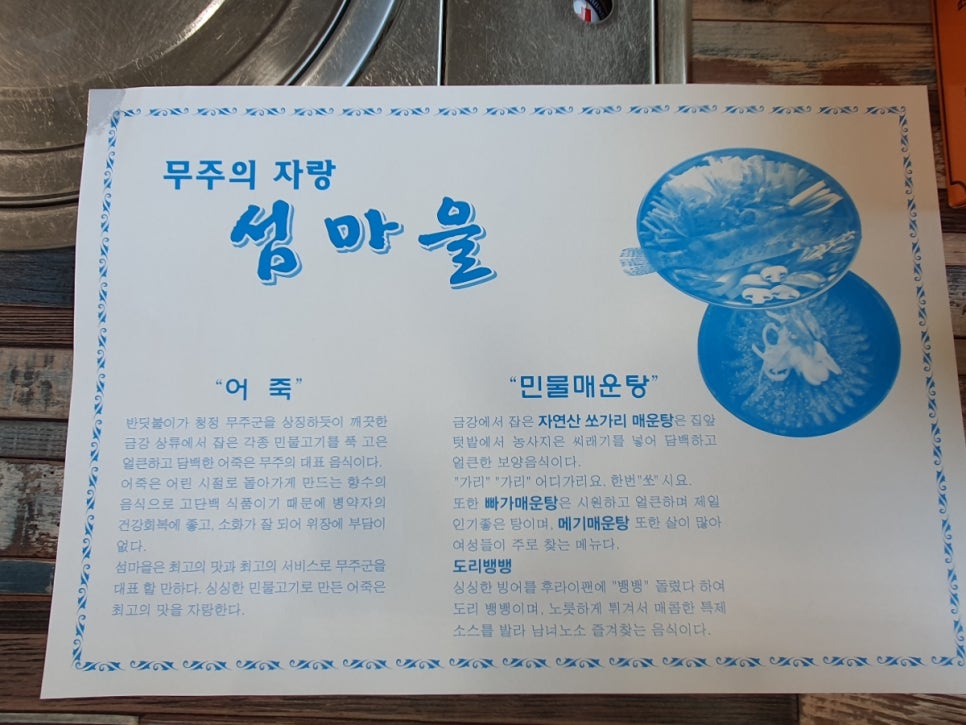 무주의 자랑
섬마을
“어 죽”
반딧불이가 청정 무주군을 상징하듯이 깨끗한
금강 상류에서 잡은 각종 민물고기를 푹 고은
얼큰하고 담백한 어죽은 무주의 대표 음식이다.
어죽은 어린 시절로 돌아가게 만드는 향수의
음식으로 고단백 식품이기 때문에 병약자의
건강회복에 좋고, 소화가 잘 되어 위장에 부담이
없다.
섬마을은 최고의 맛과 최고의 서비스로 무주군을
대표 할 만하다. 싱싱한 민물고기로 만든 어죽은
최고의 맛을 자랑한다.
“민물매운탕”
금강에서 잡은 자연산 쏘가리 매운탕은 집앞
텃밭에서 농사지은 씨래기를 넣어 담백하고
얼큰한 보양음식이다.
"가리" "가리" 어디가리요. 한번"쏘" 시요.
또한 빠가매운탕은 시원하고 얼큰하며 제일
인기좋은 탕이며, 메기매운탕 또한 살이 많아
여성들이 주로 찾는 메뉴다.
도리뱅뱅
싱싱한 빙어를 후라이팬에 "뱅뱅" 돌렸다 하여
도리 뱅뱅이며, 노릇하게 튀겨서 매콤한 특제
소스를 발라 남녀노소 즐겨찾는 음식이다.